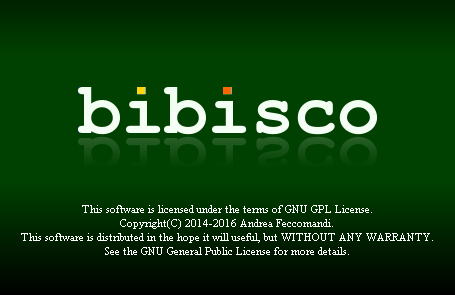 bibisco
This software is licensed under the terms of GNU GPL License.
Copyright(C) 2014-2016 Andrea Feccomandi.
This software is distributed in the hope it will useful, but WITHOUT ANY WARRANTY.
See the GNU General Public License for more details.